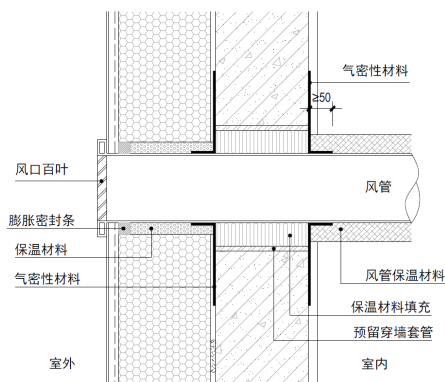 气密性材料
≥50
风口百叶
风管
膨胀密封条
保温材料
气密性材料
风管保温材料
保温材料填充
预留穿墙套管
室外
室内